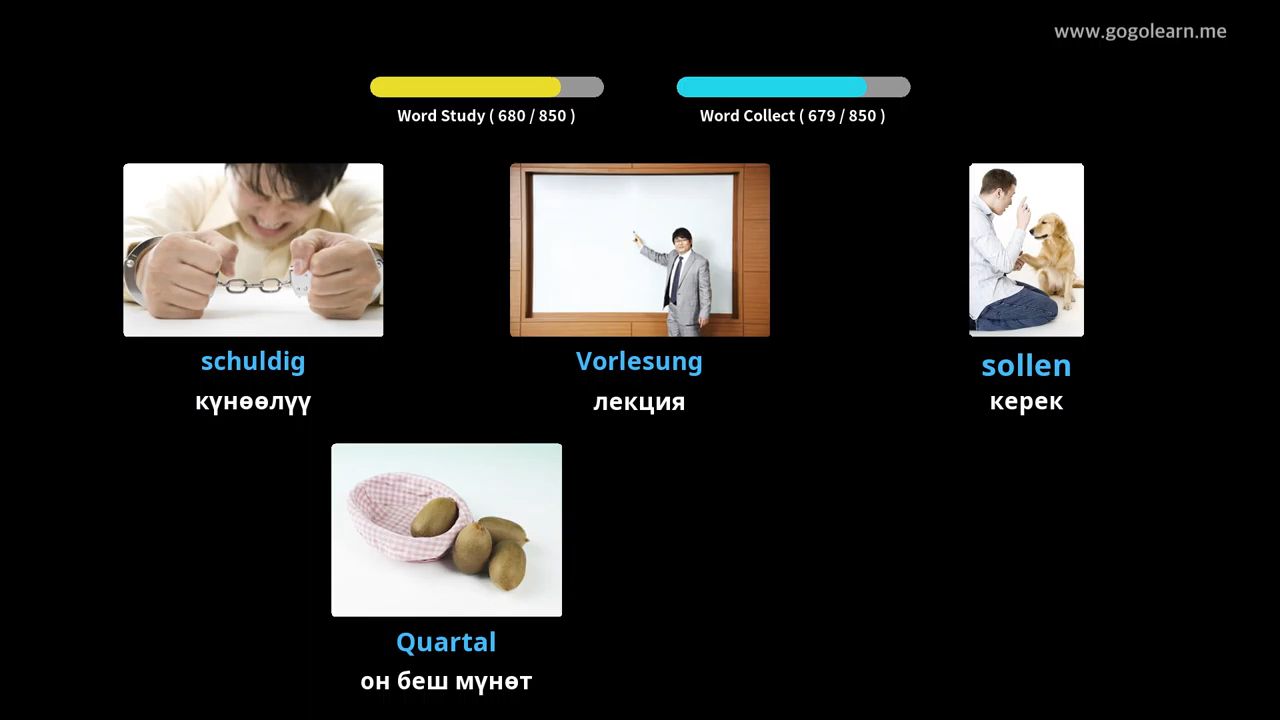 www.gogolearn.me
Word Study ( 680 / 850 )
Word Collect ( 679 / 850 )
schuldig
күнөөлүү
Vorlesung
лекция
sollen
керек
Quartal
он беш мүнөт